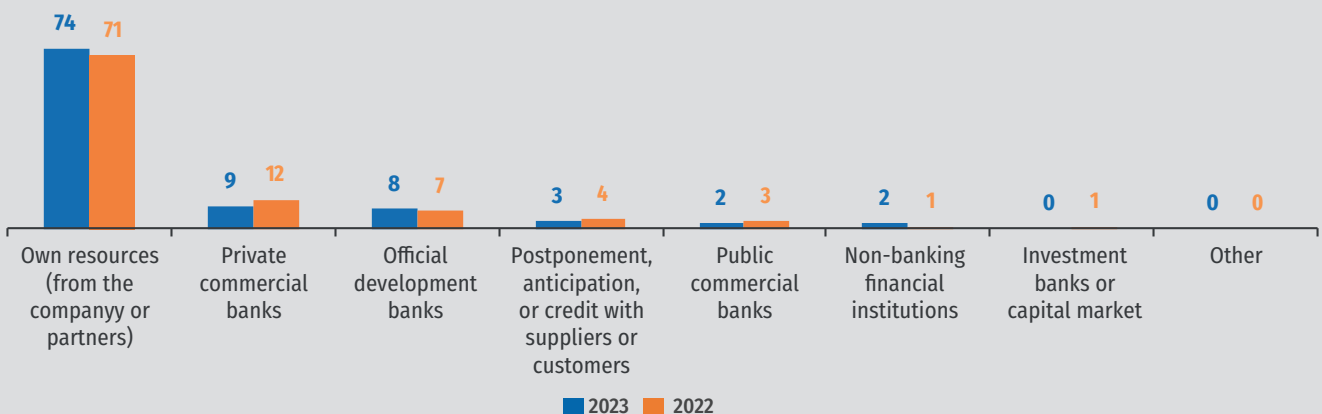 74 71
9 12
8 7
3 4
2 3
2 1
0 1
0 0
Own resources
(from the
companyy or
partners)
Private
commercial
banks
Official
development
banks
Postponement,
anticipation,
or credit with
suppliers or
customers
Public
commercial
banks
Non-banking
financial
institutions
Investment
banks or
capital market
Other
2023 2022